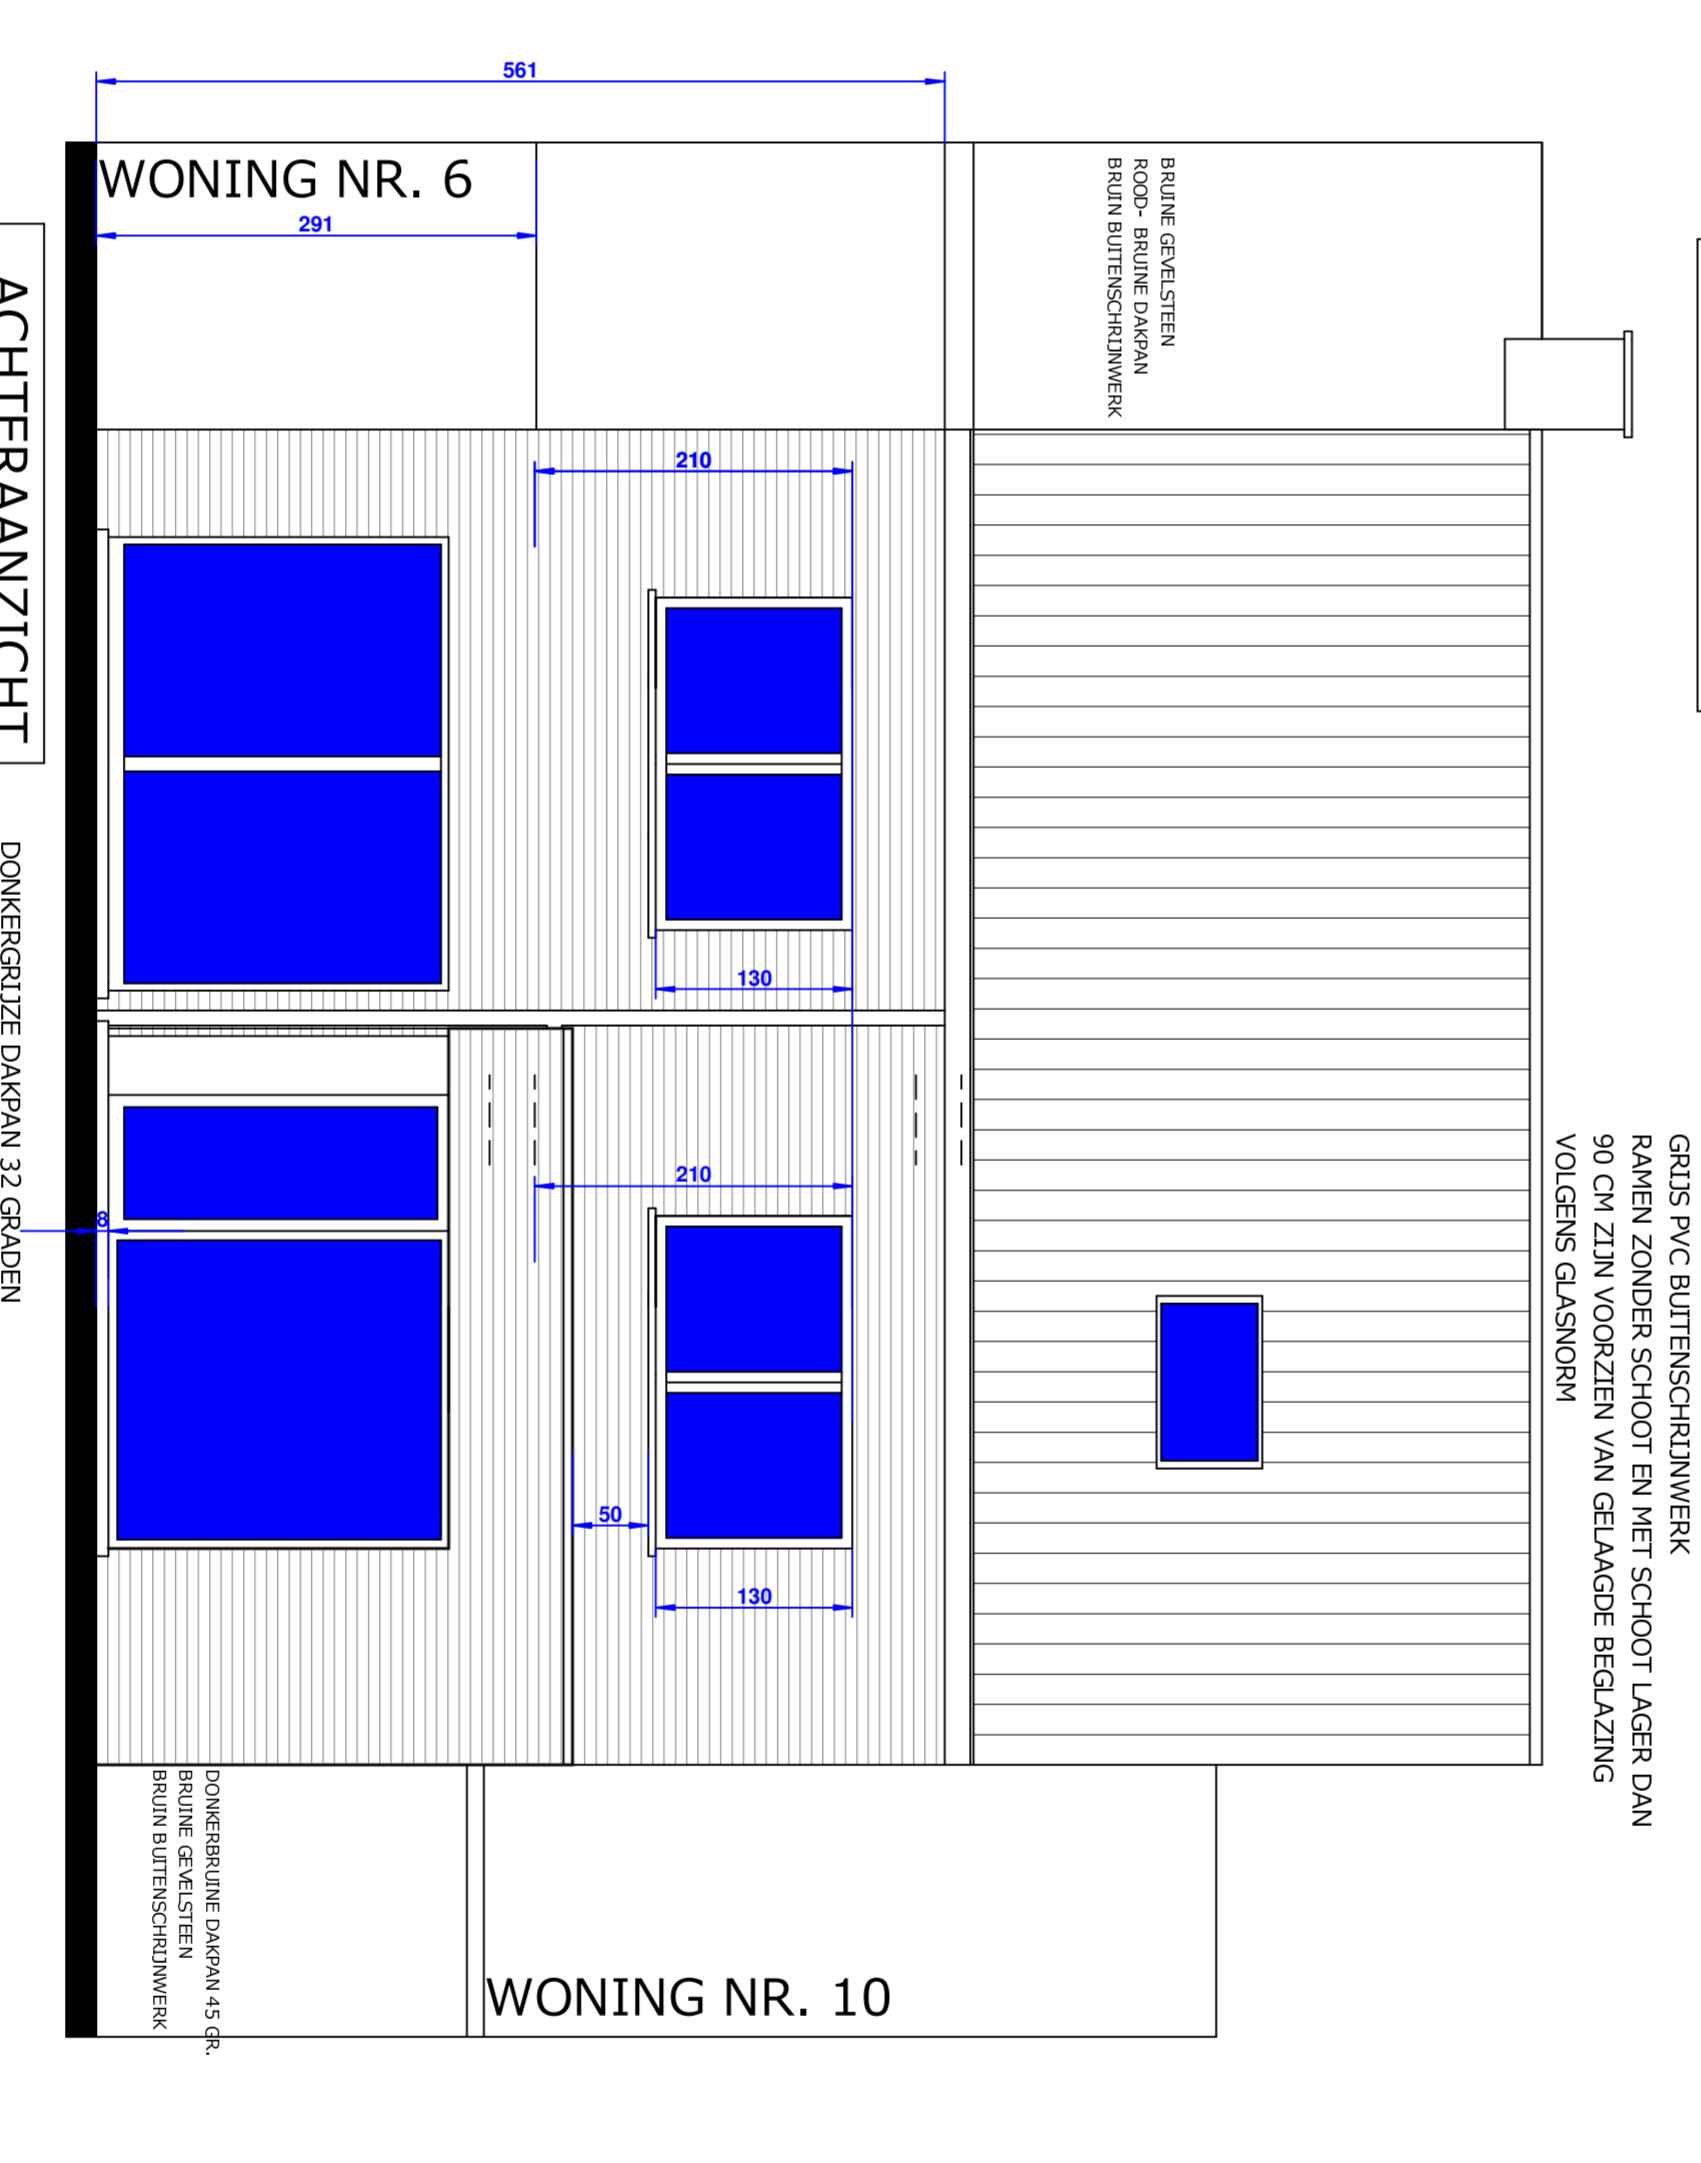 GRIJS PVC BUITENSCHRIJNWERK
RAMEN ZONDER SCHOOT EN MET SCHOOT LAGER DAN
90 CM ZIJN VOORZIEN VAN GELAAGDE BEGLAZING
VOLGENS GLASNORM
BRUINE GEVELSTEEN
ROOD- BRUINE DAKPAN
BRUIN BUITENSCHRIJNWERK
561
WONING NR. 6
291
210
130
210
130
50
8
WONING NR. 10
DONKERBRUINE DAKPAN 45 GR.
BRUINE GEVELSTEEN
BRUIN BUITENSCHRIJNWERK
ACHTERAANZICHT
DONKERGRIJZE DAKPAN 32 GRADEN